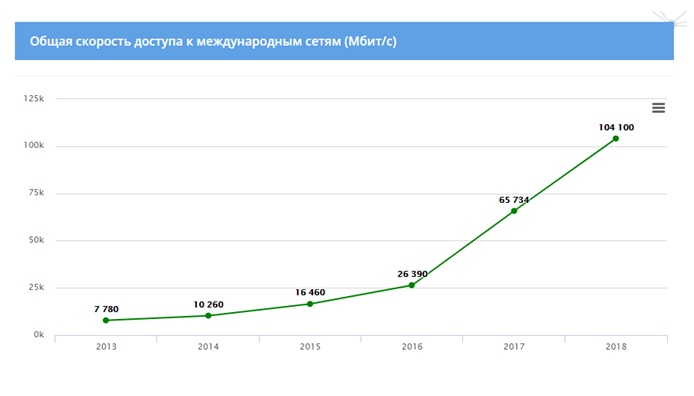 Общая скорость доступа к международным сетям (Мбит/с)
125k
104 100
100k
75k
65 734
50k
26 390
25k
16 460
10 260
7 780
0k
2013 2014 2015 2016 2017 2018